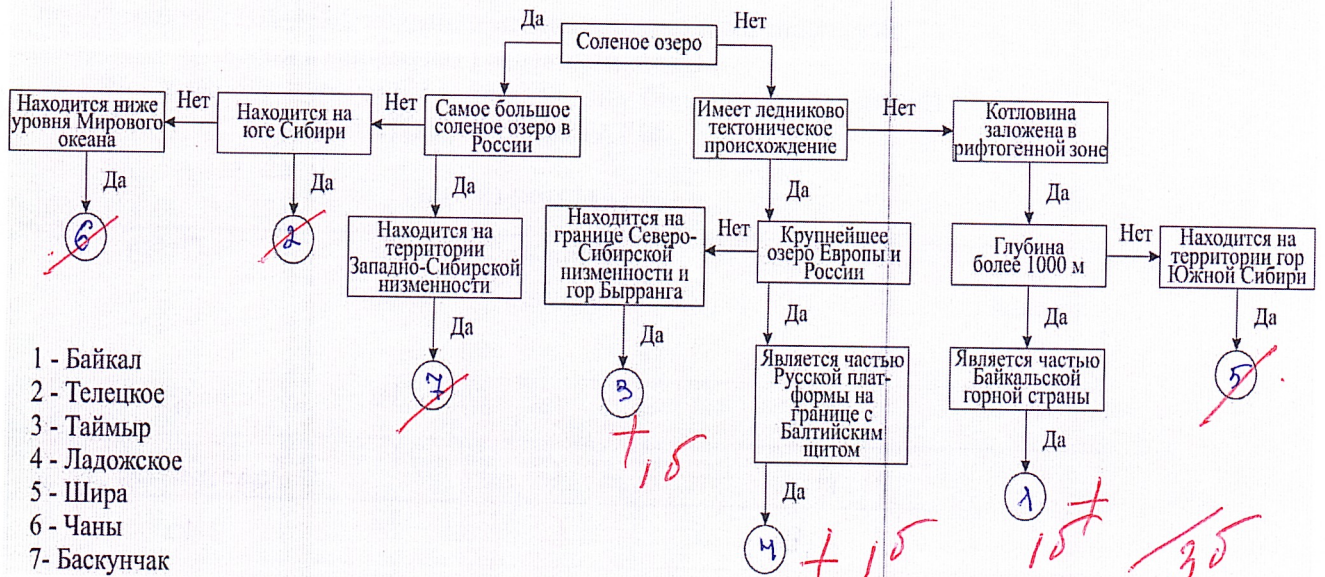 Да
Нет
Соленое озеро
Находится ниже
уровня Мирового
океана
Нет
Находится на
юге Сибири
Нет
Самое большое
соленое озеро в
России
Имеет ледниково
тектоническое
происхождение
Нет
Котловина
заложена в
рифтогенной зоне
Да
Да
Да
Да
Да
6
2
Находится на
территории
Западно-Сибирской
низменности
Находится на
границе Северо-
Сибирской
низменности и
гор Бырранга
Нет
Крупнейшее
озеро Европы и
России
Глубина
более 1000 м
Нет
Находится на
территории гор
Южной Сибири
Да
Да
Да
Да
Да
7
3
Является частью
Русской плат-
формы на
границе с
Балтийским
щитом
Является частью
Байкальской
горной страны
5
Да
Да
+ 1б
4
+ 1б
1
+
1б
3б
1 - Байкал
2 - Телецкое
3 - Таймыр
4 - Ладожское
5 - Шира
6 - Чаны
7- Баскунчак